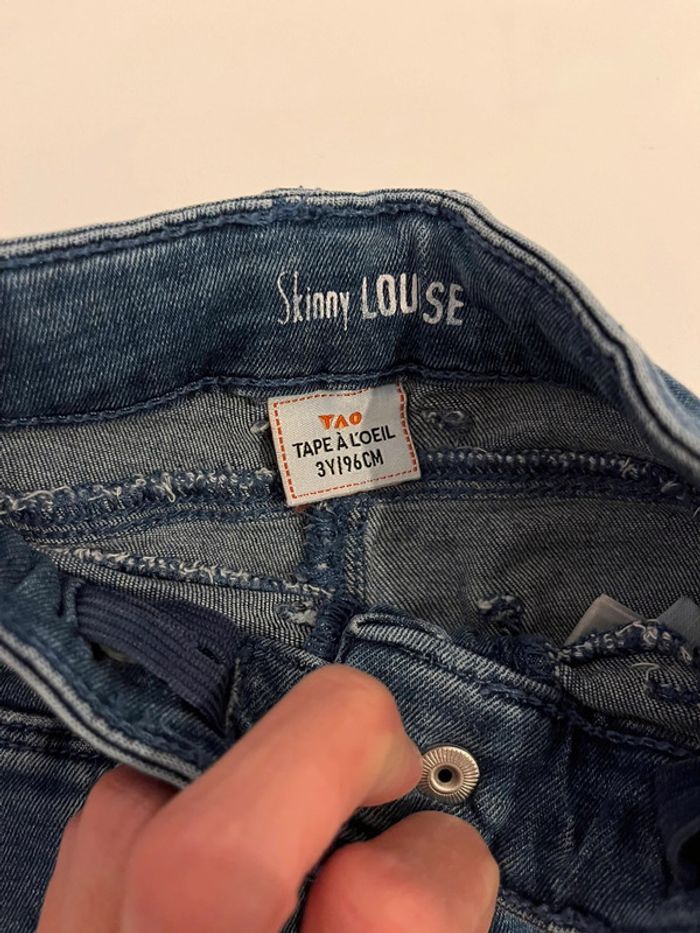 Skinny LOUISE
TAO
TAPE À L'OEIL
3Y/96CM